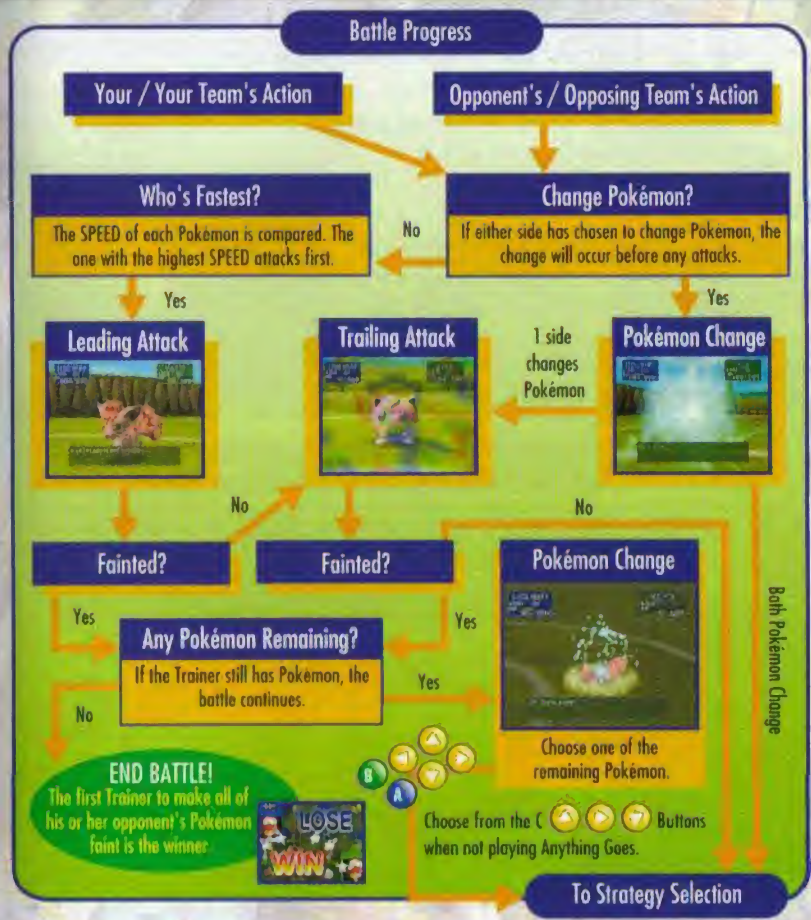 Battle Progress
Your / Your Team's Action
Opponent's / Opposing Team's Action
Who's Fastest?
The SPEED of each Pokémon is compared. The
one with the highest SPEED attacks first.
No
Change Pokémon?
If either side has chosen to change Pokémon, the
change will occur before any attacks.
Yes
Yes
Leading Attack
Trailing Attack
1 side
changes
Pokémon
Pokémon Change
No
No
Fainted?
Fainted?
Pokémon Change
Yes
Yes
Any Pokémon Remaining?
If the Trainer still has Pokémon, the
battle continues.
Yes
No
Both Pokémon Change
Choose one of the
remaining Pokémon.
B
A
END BATTLE!
The first Trainer to make all of
his or her opponent's Pokémon
faint is the winner
LOSE
WIN
Choose from the C Buttons
when not playing Anything Goes.
To Strategy Selection